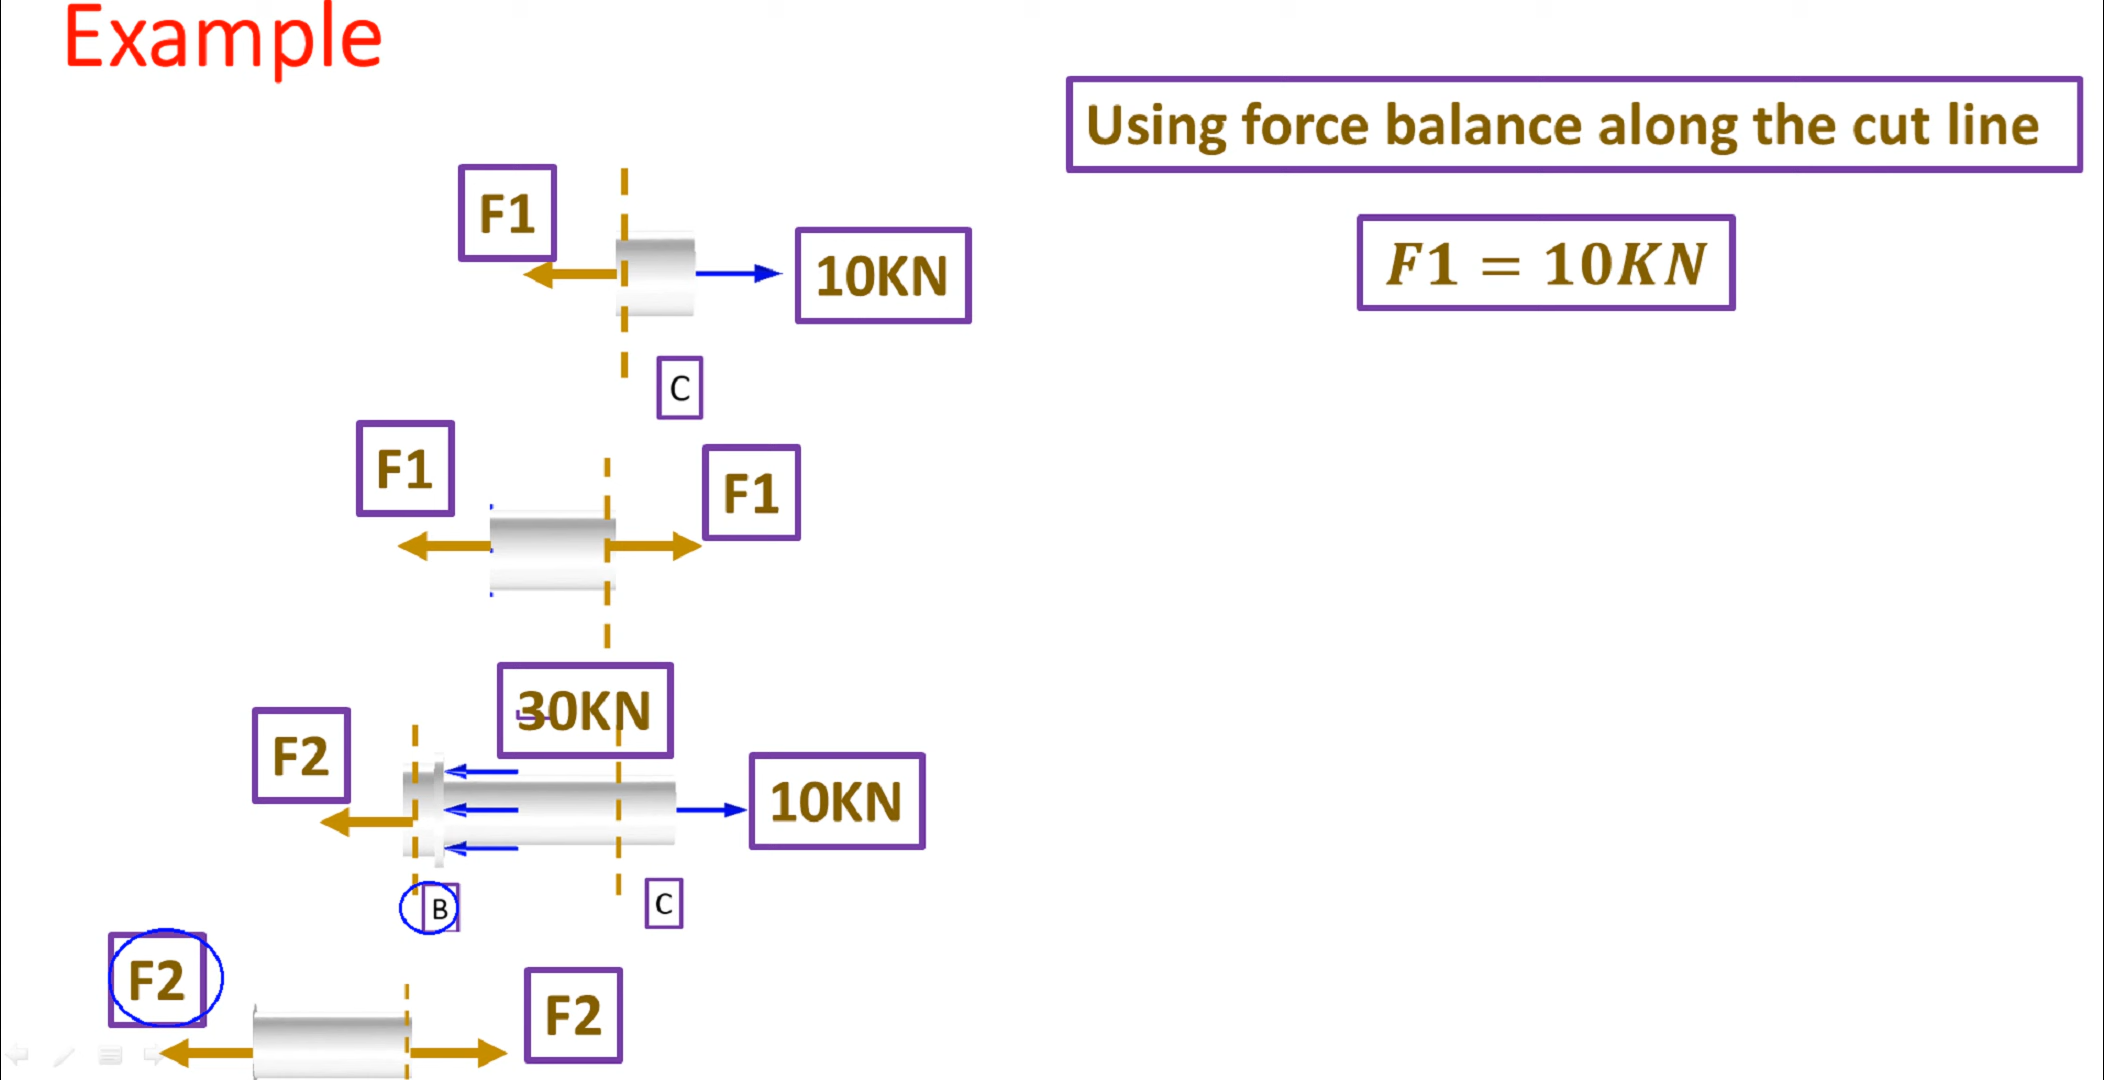 Example
Using force balance along the cut line
F1
F1 = 10KN
10KN
C
F1
F1
30KN
F2
10KN
B
C
F2
F2